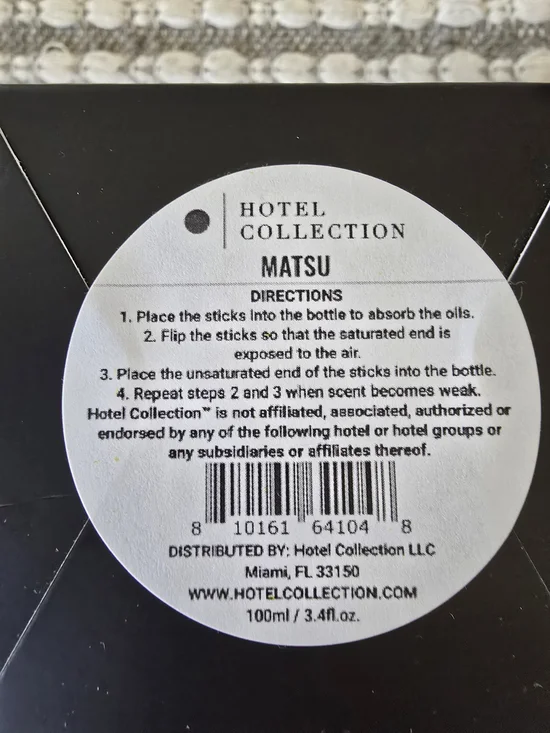 HOTEL
COLLECTION
MATSU
DIRECTIONS
1. Place the sticks into the bottle to absorb the oils.
2. Flip the sticks so that the saturated end is
exposed to the air.
3. Place the unsaturated end of the sticks into the bottle.
4. Repeat steps 2 and 3 when scent becomes weak.
Hotel Collection™ is not affiliated, associated, authorized or
endorsed by any of the following hotel or hotel groups or
any subsidiaries or affiliates thereof.
8 10161 64104 8
DISTRIBUTED BY: Hotel Collection LLC
Miami, FL 33150
WWW.HOTELCOLLECTION.COM
100ml / 3.4fl.oz.